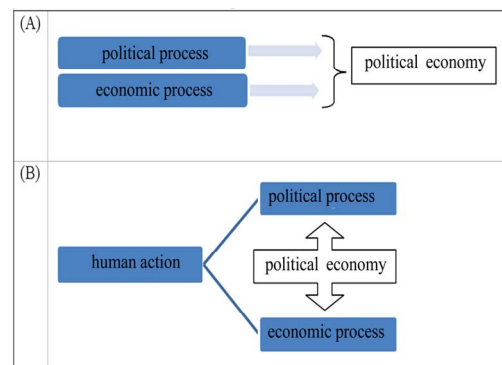 (A)
political process
economic process
political economy
(B)
political process
human action
political economy
economic process